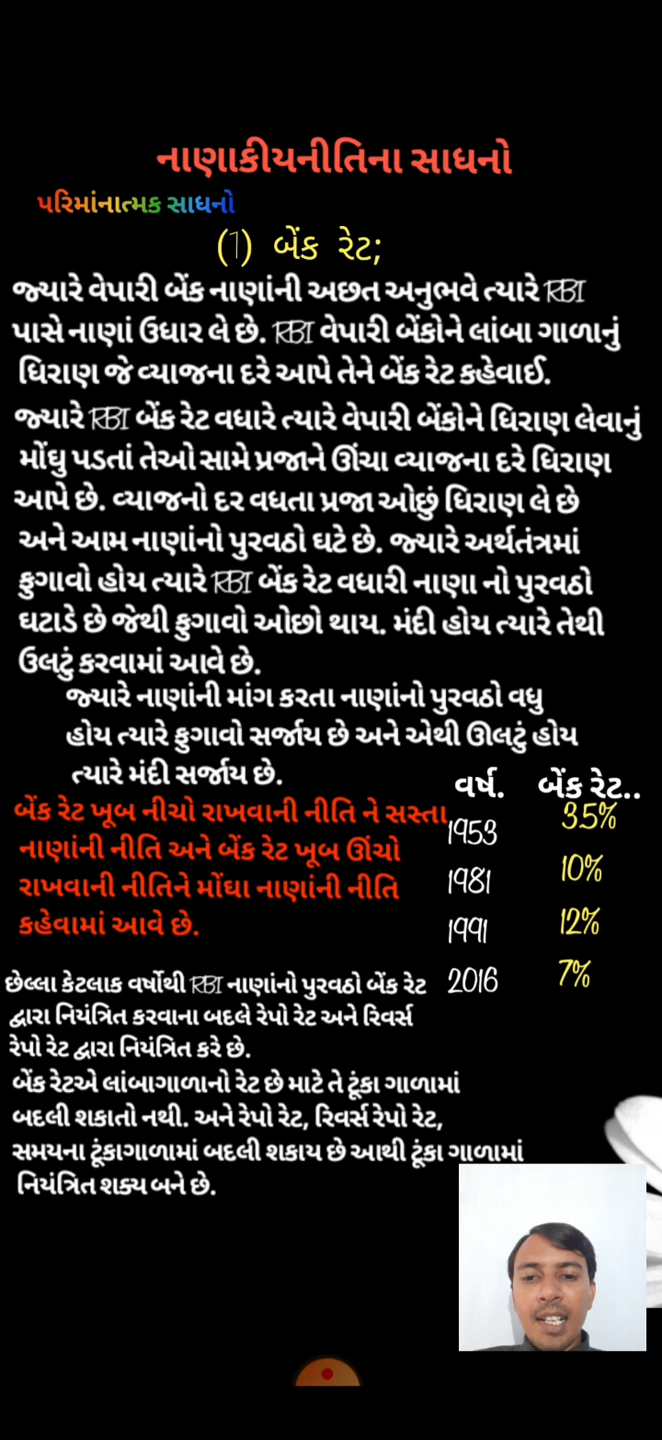 નાણાકીયનીતિના સાધનો
પરિમાંનાત્મક સાધનો
(1) બેંક રેટ;
જ્યારે વેપારી બેંક નાણાંની અછત અનુભવે ત્યારે RBI
પાસે નાણાં ઉધાર લે છે. RBI વેપારી બેંકોને લાંબા ગાળાનું
ધિરાણ જે વ્યાજના દરે આપે તેને બેંક રેટ કહેવાઈ.
જ્યારે RBI બેંક રેટ વધારે ત્યારે વેપારી બેંકોને ધિરાણ લેવાનું
મોંઘુ પડતાં તેઓ સામે પ્રજાને ઊંચા વ્યાજના દરે ધિરાણ
આપે છે. વ્યાજનો દર વધતા પ્રજા ઓછું ધિરાણ લે છે
અને આમ નાણાંનો પુરવઠો ઘટે છે. જ્યારે અર્થતંત્રમાં
ફુગાવો હોય ત્યારે RBI બેંક રેટ વધારી નાણા નો પુરવઠો
ઘટાડે છે જેથી ફુગાવો ઓછો થાય. મંદી હોય ત્યારે તેથી
ઉલટું કરવામાં આવે છે.
જ્યારે નાણાંની માંગ કરતા નાણાંનો પુરવઠો વધુ
હોય ત્યારે ફુગાવો સર્જાય છે અને એથી ઊલટું હોય
ત્યારે મંદી સર્જાય છે.
બેંક રેટ ખૂબ નીચો રાખવાની નીતિ ને સસ્તા
નાણાંની નીતિ અને બેંક રેટ ખૂબ ઊંચો
રાખવાની નીતિને મોંઘા નાણાંની નીતિ
કહેવામાં આવે છે.
વર્ષ. બેંક રેટ..
1953 3.5%
1981 10%
1991 12%
2016 7%
છેલ્લા કેટલાક વર્ષોથી RBI નાણાંનો પુરવઠો બેંક રેટ
દ્વારા નિયંત્રિત કરવાના બદલે રેપો રેટ અને રિવર્સ
રેપો રેટ દ્વારા નિયંત્રિત કરે છે.
બેંક રેટએ લાંબાગાળાનો રેટ છે માટે તે ટૂંકા ગાળામાં
બદલી શકાતો નથી. અને રેપો રેટ, રિવર્સ રેપો રેટ,
સમયના ટૂંકાગાળામાં બદલી શકાય છે આથી ટૂંકા ગાળામાં
નિયંત્રિત શક્ય બને છે.